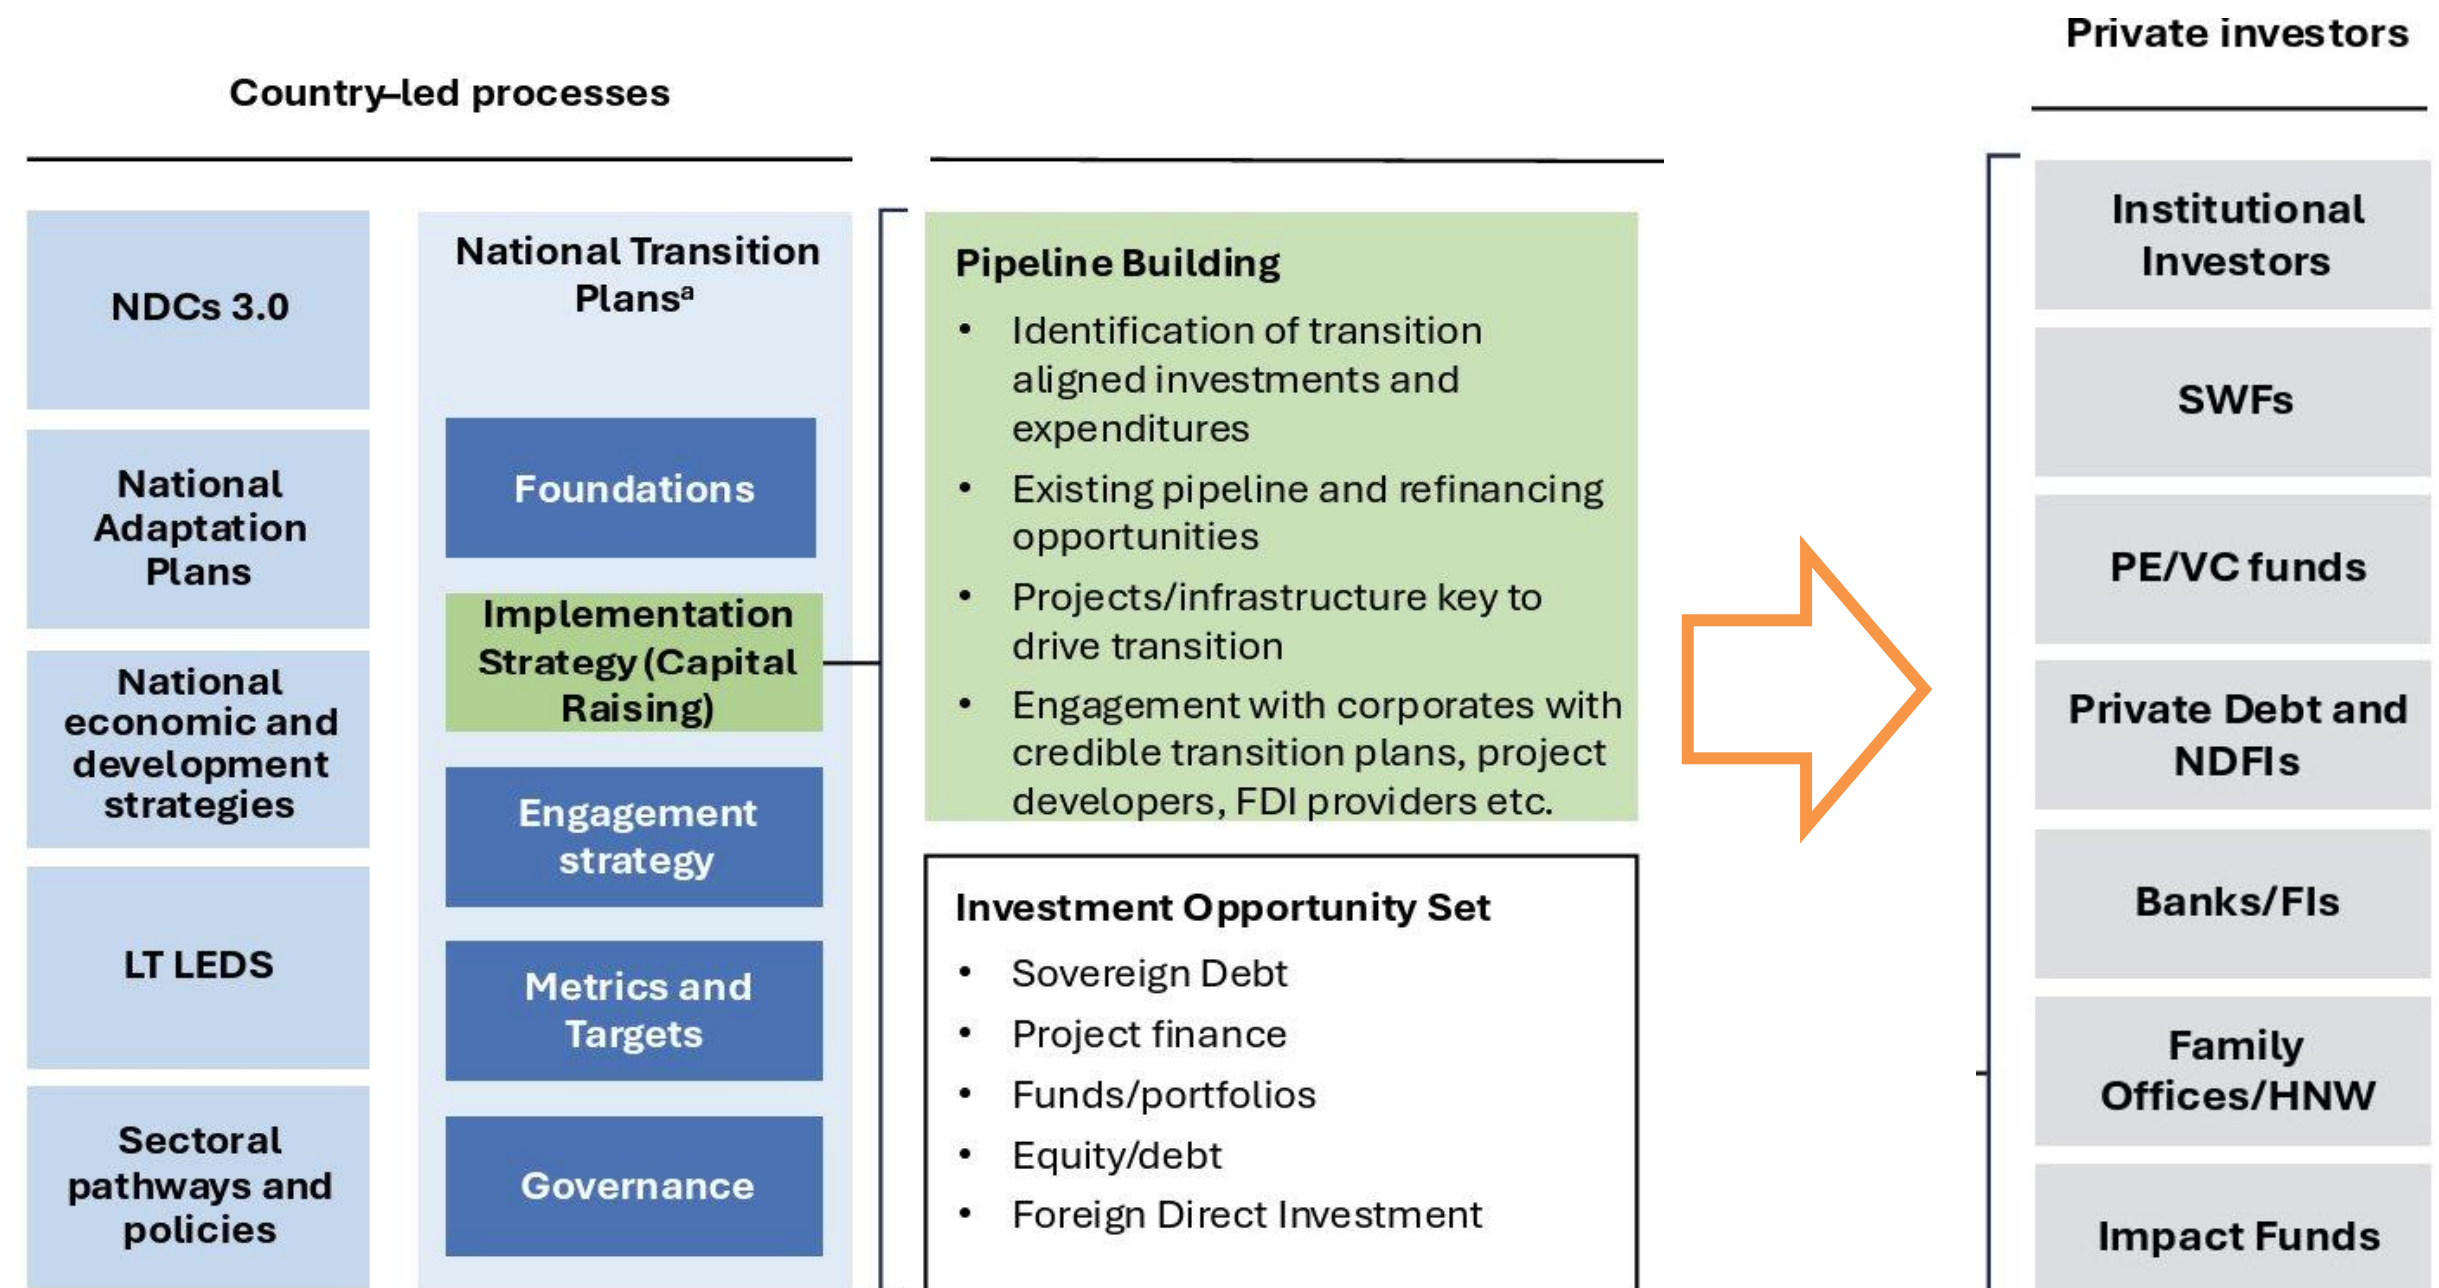 Private investors
Country-led processes
NDCs 3.0
National
Adaptation
Plans
National
economic and
development
strategies
LT LEDS
Sectoral
pathways and
policies
National Transition
Plansª
Foundations
Implementation
Strategy (Capital
Raising)
Engagement
strategy
Metrics and
Targets
Governance
Pipeline Building
• Identification of transition
aligned investments and
expenditures
• Existing pipeline and refinancing
opportunities
• Projects/infrastructure key to
drive transition
• Engagement with corporates with
credible transition plans, project
developers, FDI providers etc.
Investment Opportunity Set
• Sovereign Debt
• Project finance
• Funds/portfolios
• Equity/debt
• Foreign Direct Investment
Institutional
Investors
SWFs
PE/VC funds
Private Debt and
NDFIs
Banks/FIs
Family
Offices/HNW
Impact Funds